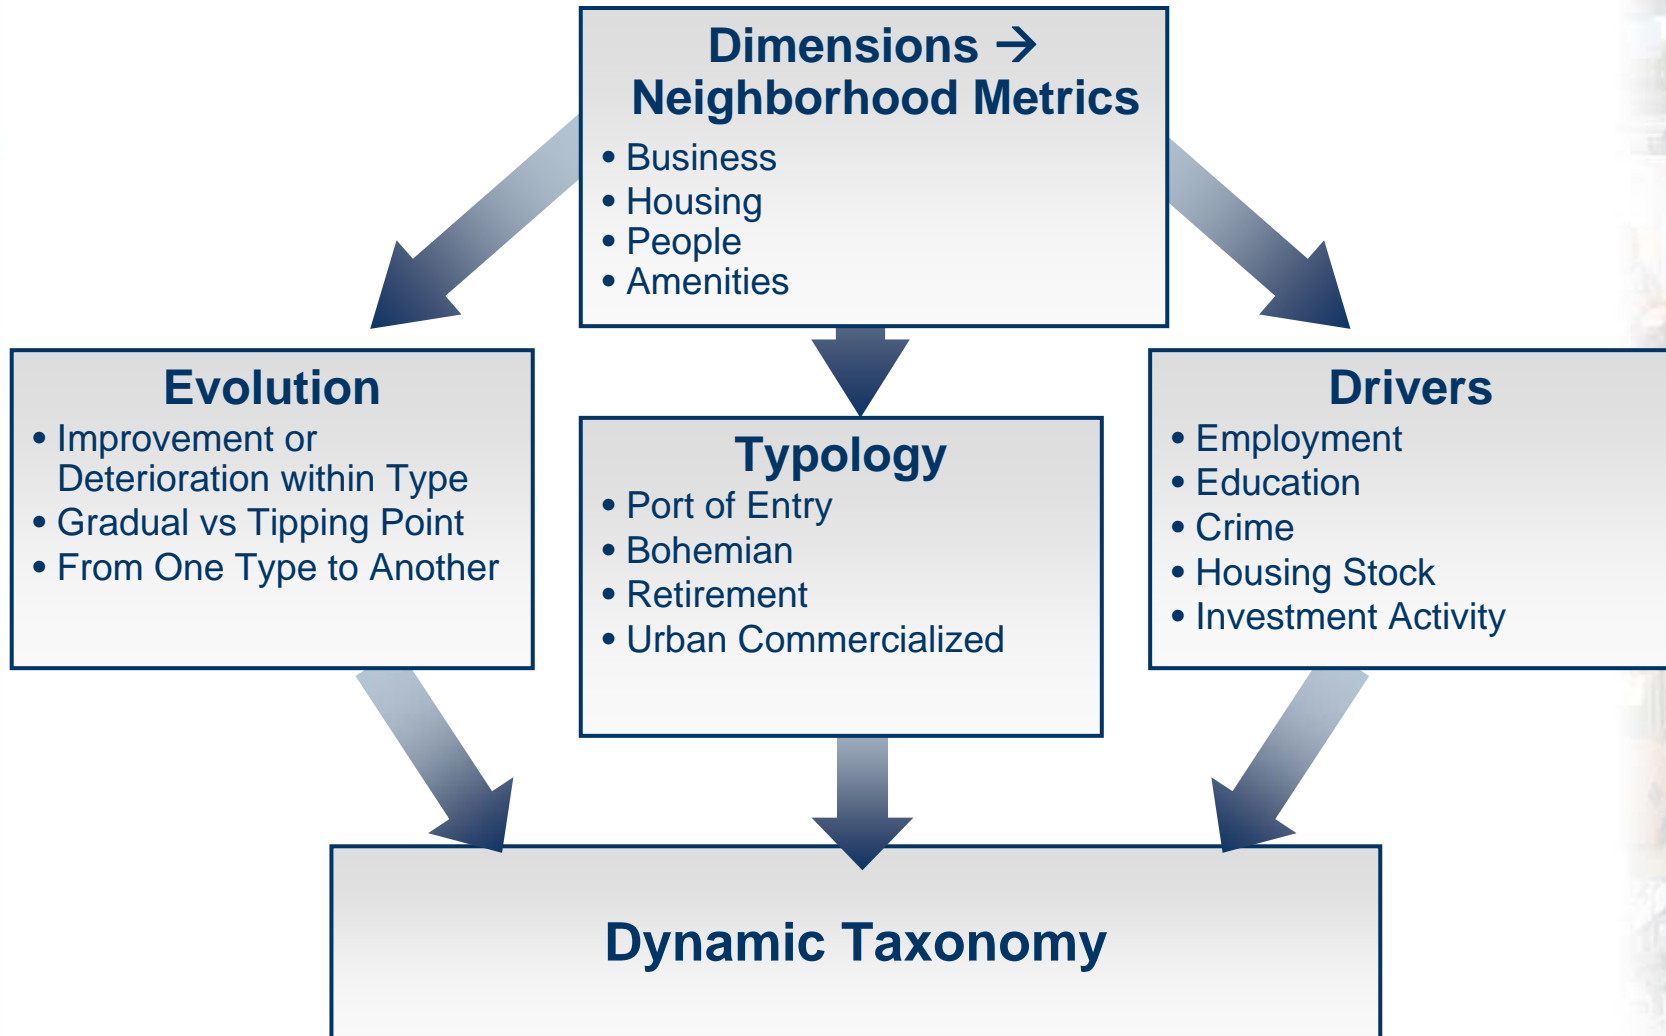 Dimensions →
Neighborhood Metrics
• Business
• Housing
• People
• Amenities
Evolution
• Improvement or
Deterioration within Type
• Gradual vs Tipping Point
• From One Type to Another
Typology
• Port of Entry
• Bohemian
• Retirement
• Urban Commercialized
Drivers
• Employment
• Education
• Crime
• Housing Stock
• Investment Activity
Dynamic Taxonomy